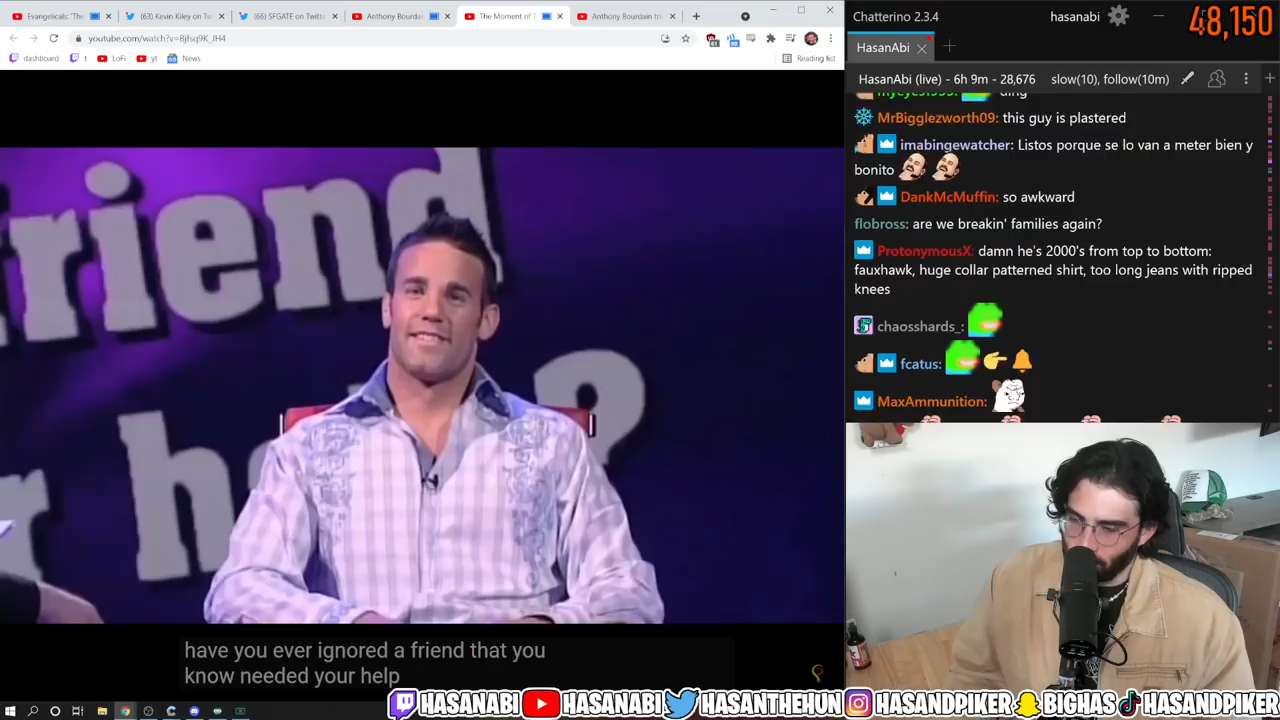 Evangelicals: 'The
(63) Kevin Kiley on Tw
(66) SFGATE on Twitte
Anthony Bourdain
The Moment of T
Anthony Bourdain tri
youtube.com/watch?v=Bjfsq9K_JH4
dashboard
1
LoFi
yt
News
Reading list
friend
r h ?
have you ever ignored a friend that you
know needed your help
Chatterino 2.3.4
hasanabi
48,150
HasanAbi
HasanAbi (live) - 6h 9m - 28,676
slow(10), follow(10m)
ding
MrBigglezworth09: this guy is plastered
imabingewatcher: Listos porque se lo van a meter bien y
bonito
DankMcMuffin: so awkward
flobross: are we breakin' families again?
ProtonymousX: damn he's 2000's from top to bottom:
fauxhawk, huge collar patterned shirt, too long jeans with ripped
knees
chaosshards_:
fcatus:
MaxAmmunition:
HASANABI
HASANABI
HASANTHEHUN
HASANDPIKER
BIGHAS
HASANDPIKER